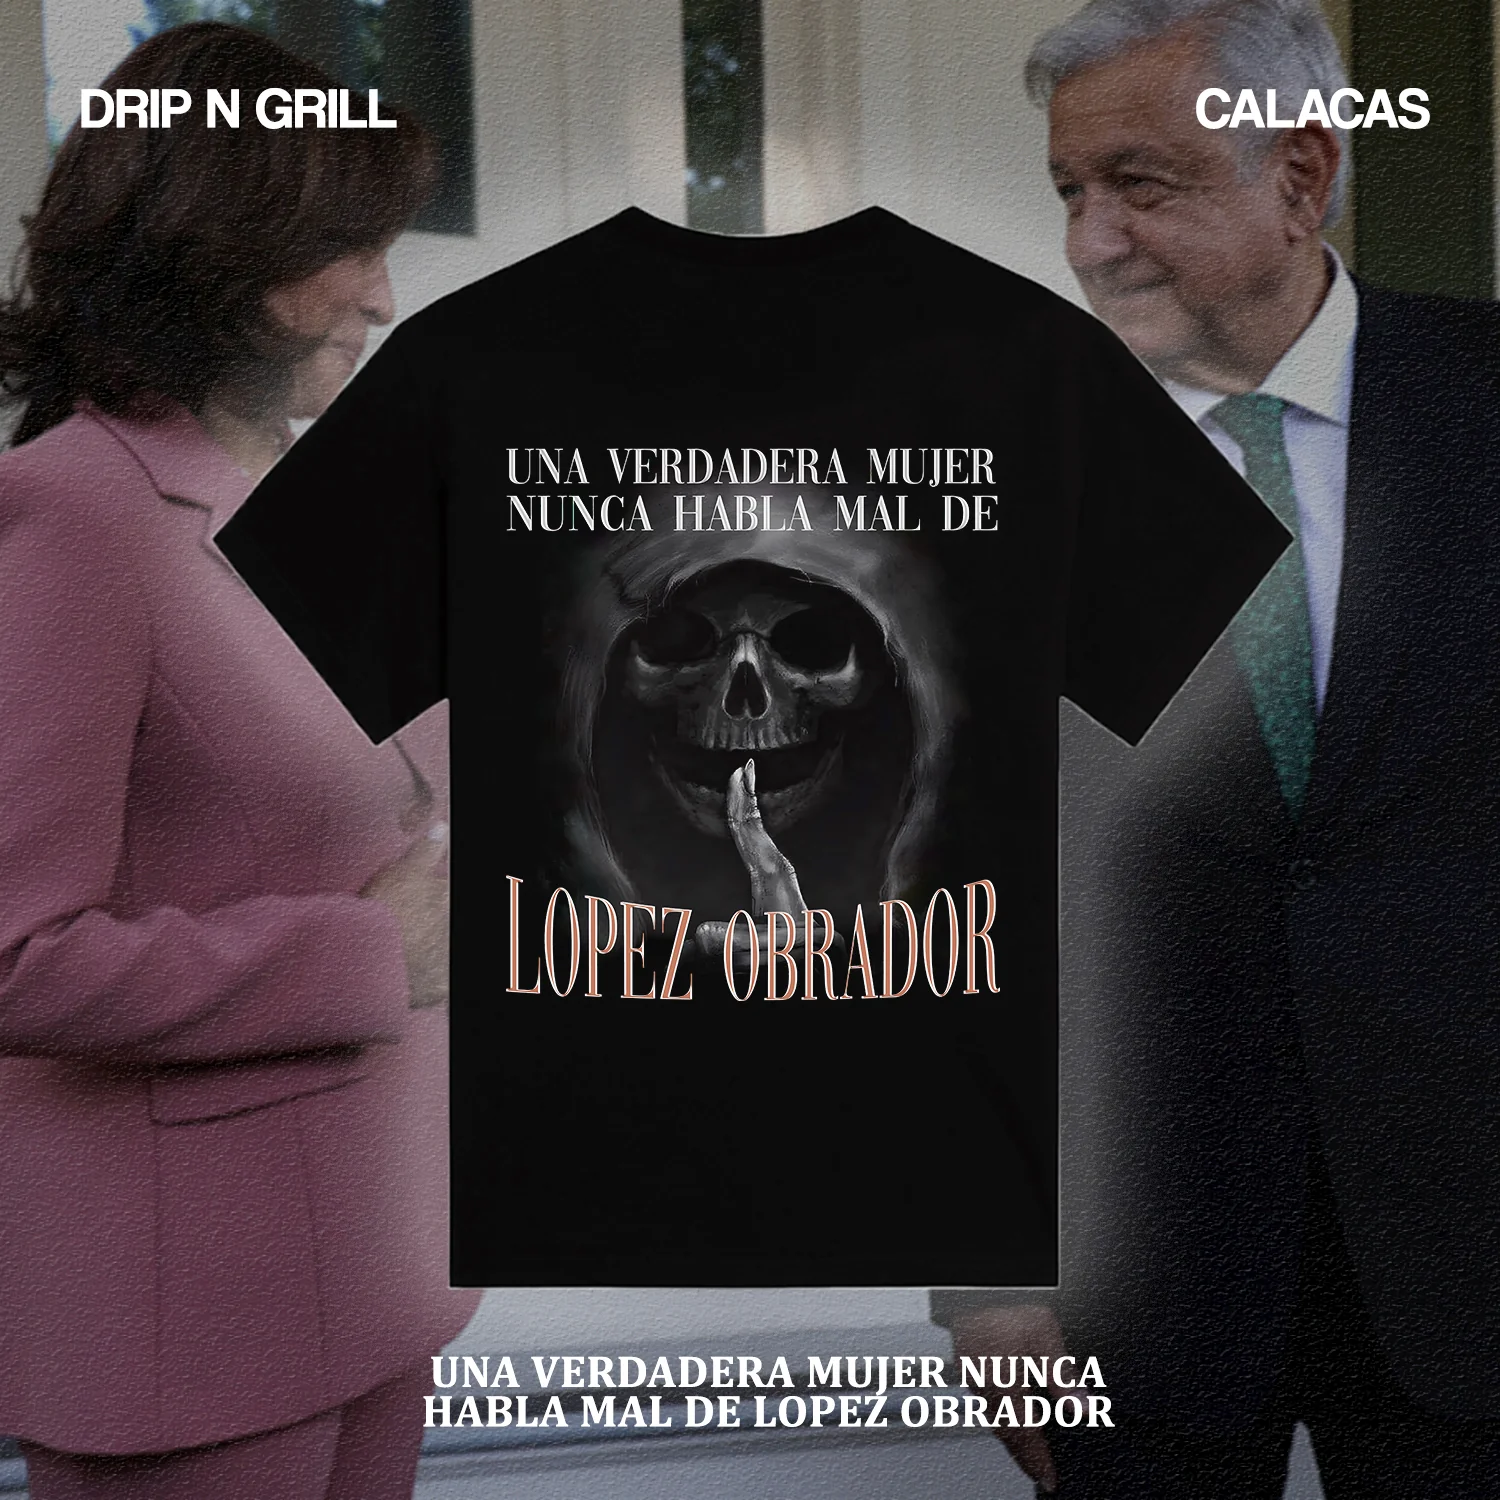 DRIP N GRILL
CALACAS
UNA VERDADERA MUJER
NUNCA HABLA MAL DE
LOPEZ OBRADOR
UNA VERDADERA MUJER NUNCA
HABLA MAL DE LOPEZ OBRADOR